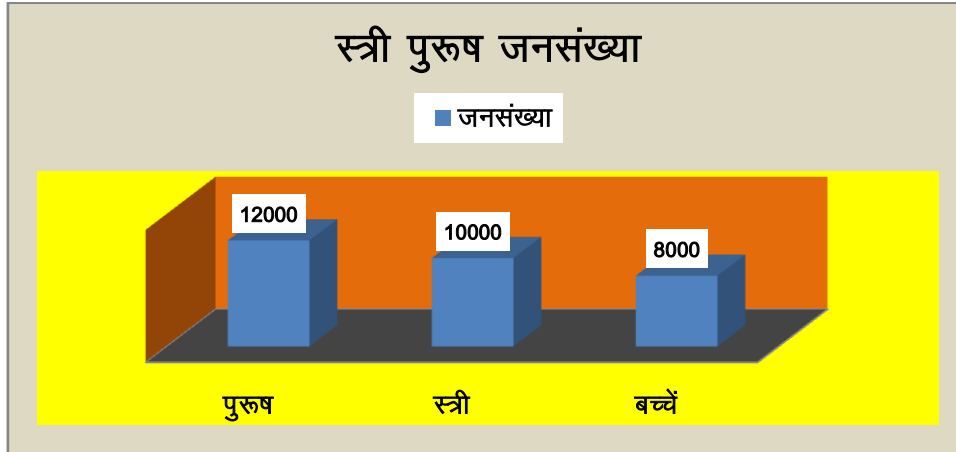 स्त्री पुरूष जनसंख्या
जनसंख्या
12000
10000
8000
पुरूष स्त्री बच्चें